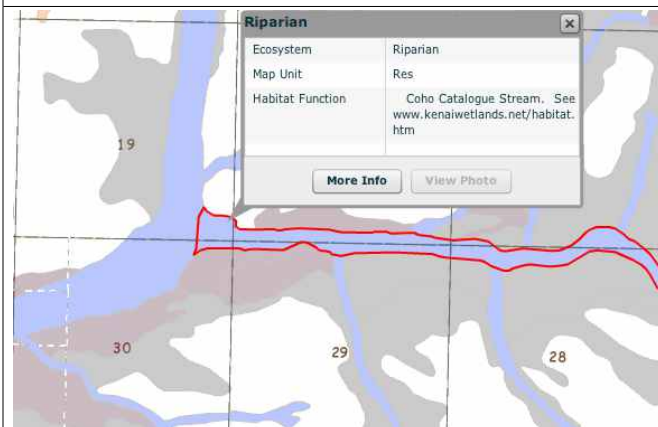 Riparian
Ecosystem Riparian
Map Unit Res
Habitat Function Coho Catalogue Stream. See
www.kenaiwetlands.net/habitat.
htm
More Info View Photo
19
30
29
28